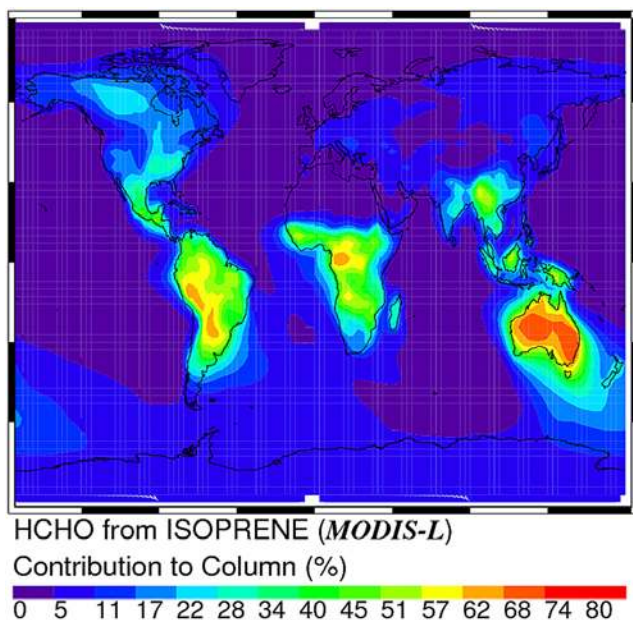 HCHO from ISOPRENE (MODIS-L)
Contribution to Column (%)
0 5 11 17 22 28 34 40 45 51 57 62 68 74 80